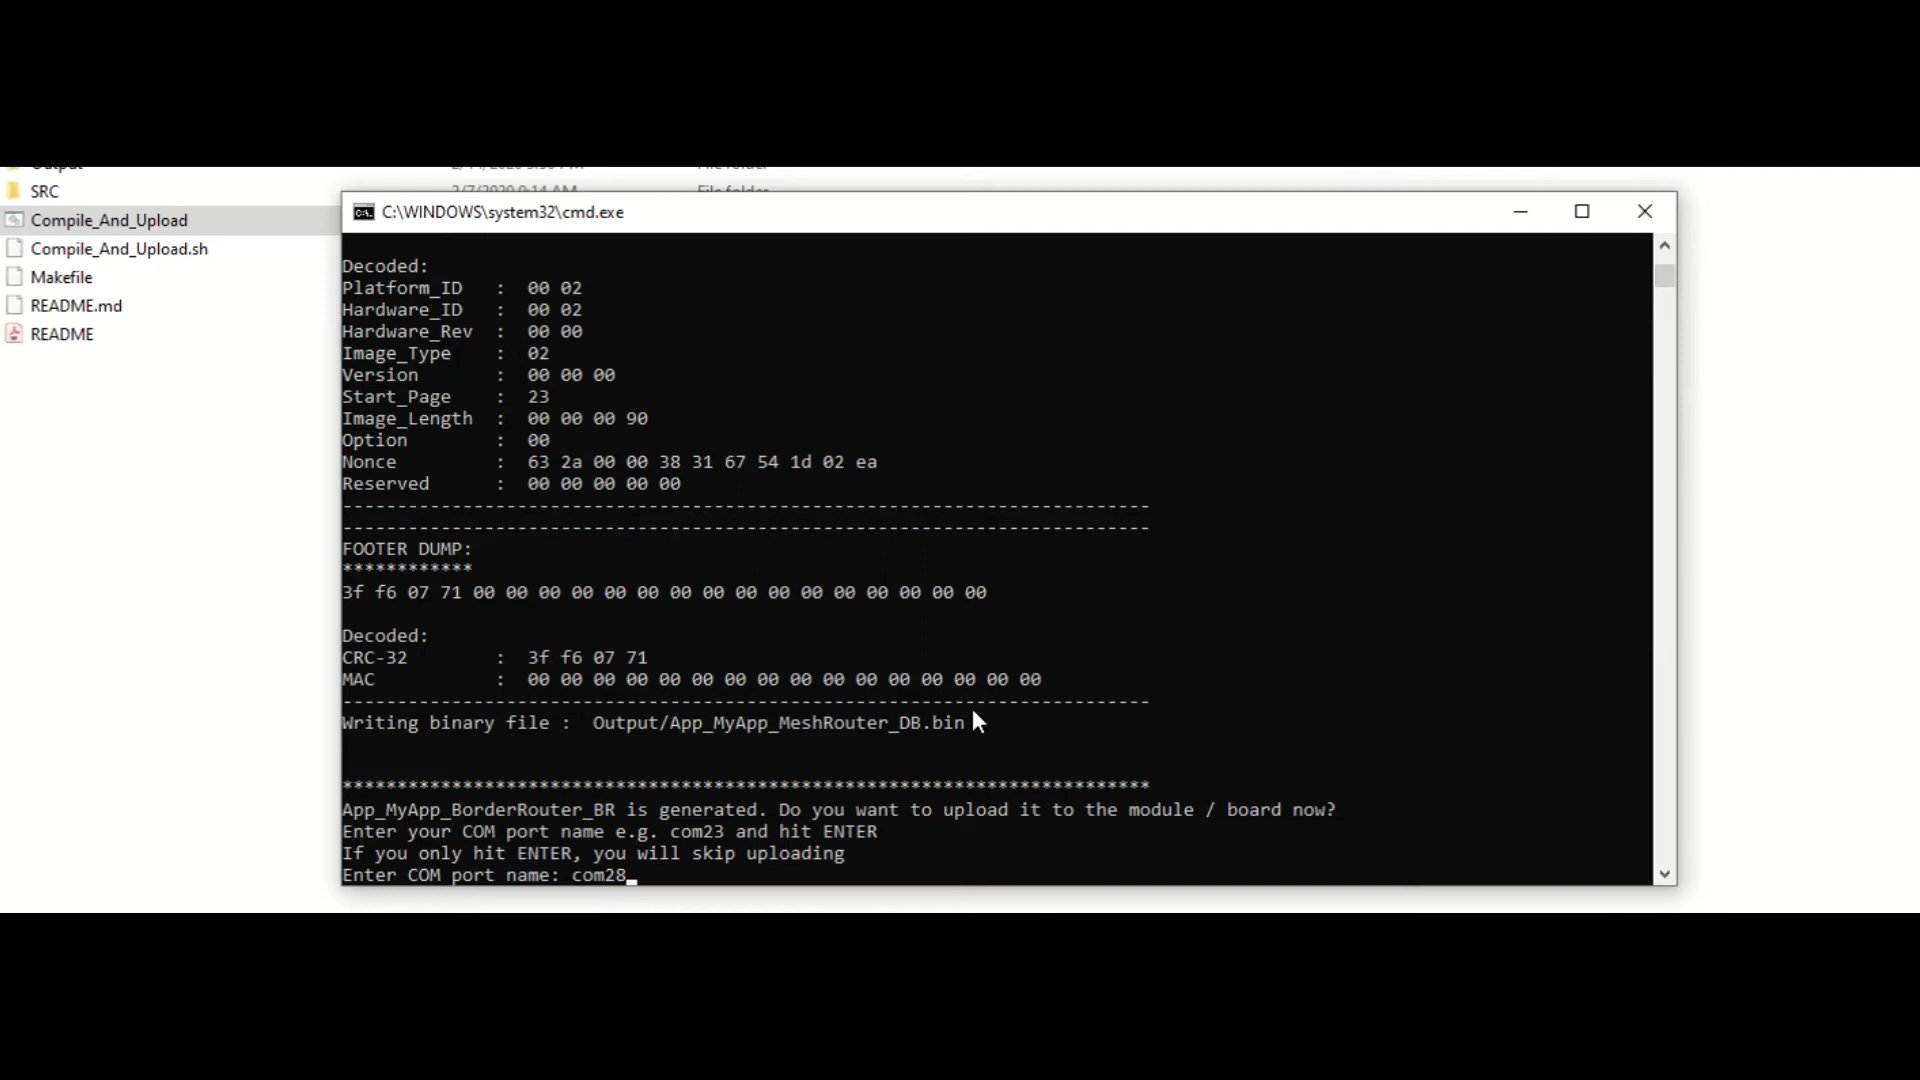 SRC
Compile_And_Upload
Compile_And_Upload.sh
Makefile
README.md
README
C:\WINDOWS\system32\cmd.exe
Decoded:
Platform_ID : 00 02
Hardware_ID : 00 02
Hardware_Rev : 00 00
Image_Type : 02
Version : 00 00 00
Start_Page : 23
Image_Length : 00 00 00 90
Option : 00
Nonce : 63 2a 00 00 38 31 67 54 1d 02 ea
Reserved : 00 00 00 00 00
--------------------------------------------------------------------------
--------------------------------------------------------------------------
FOOTER DUMP:
************
3f f6 07 71 00 00 00 00 00 00 00 00 00 00 00 00 00 00 00 00
Decoded:
CRC-32 : 3f f6 07 71
MAC : 00 00 00 00 00 00 00 00 00 00 00 00 00 00 00 00
--------------------------------------------------------------------------
Writing binary file : Output/App_MyApp_MeshRouter_DB.bin
**************************************************************************
App_MyApp_BorderRouter_BR is generated. Do you want to upload it to the module / board now?
Enter your COM port name e.g. com23 and hit ENTER
If you only hit ENTER, you will skip uploading
Enter COM port name: com28_